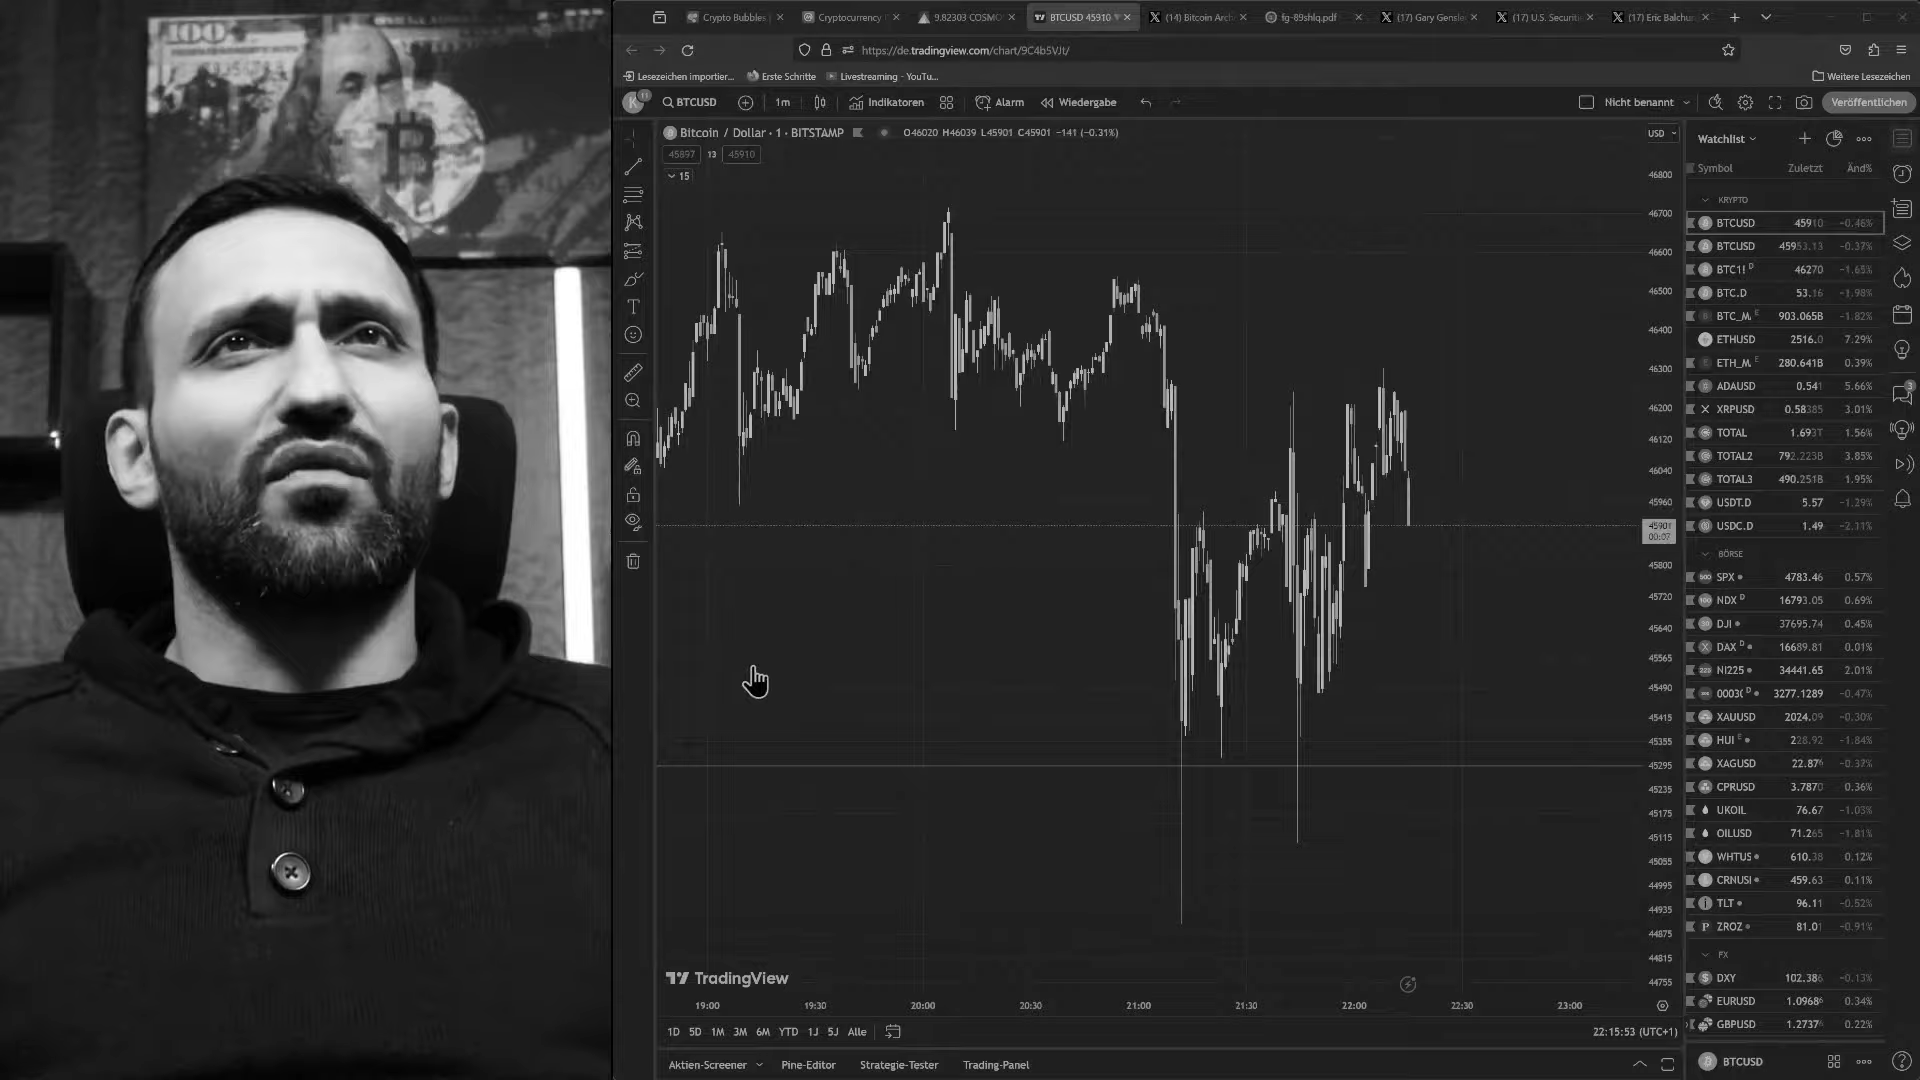 100
Crypto Bubbles
Cryptocurrency
9.82303 COSMO
BTCUSD 45910
(14) Bitcoin Arch
fg-89shlq.pdf
(17) Gary Gensle
(17) U.S. Securiti
(17) Eric Balchun
https://de.tradingview.com/chart/9C4b5VJt/
Lesezeichen importier...
Erste Schritte
Livestreaming - YouTu...
Weitere Lesezeichen
K 11
BTCUSD
1m
Indikatoren
Alarm
Wiedergabe
Nicht benannt
Veröffentlichen
Bitcoin / Dollar · 1 · BITSTAMP
O46020 H46039 L45901 C45901 −141 (−0.31%)
USD
45897 13 45910
15
46800
46700
46600
46500
46400
46300
46200
46120
46040
45960
45901
00:07
45800
45720
45640
45565
45490
45415
45355
45295
45235
45175
45115
45055
44995
44935
44875
44815
44755
TradingView
19:00 19:30 20:00 20:30 21:00 21:30 22:00 22:30 23:00
1D 5D 1M 3M 6M YTD 1J 5J Alle
22:15:53 (UTC+1)
Aktien-Screener
Pine-Editor
Strategie-Tester
Trading-Panel
Watchlist
Symbol Zuletzt Änd%
KRYPTO
BTCUSD 45910 −0.46%
BTCUSD 45953.13 −0.37%
BTC1! D 46270 −1.65%
BTC.D 53.16 −1.98%
BTC_M. E 903.065B −1.82%
ETHUSD 2516.0 7.29%
ETH_M. E 280.641B 0.39%
ADAUSD 0.541 5.66%
XRPUSD 0.58385 3.01%
TOTAL 1.693T 1.56%
TOTAL2 792.223B 3.85%
TOTAL3 490.251B 1.95%
USDT.D 5.57 −1.29%
USDC.D 1.49 −2.11%
BÖRSE
SPX 4783.46 0.57%
NDX D 16793.05 0.69%
DJI 37695.74 0.45%
DAX D 16689.81 0.01%
NI225 34441.65 2.01%
0003( D 3277.1289 −0.47%
XAUUSD 2024.09 −0.30%
HUI E 228.92 −1.84%
XAGUSD 22.876 −0.37%
CPRUSD 3.7870 0.36%
UKOIL 76.67 −1.03%
OILUSD 71.265 −1.81%
WHTUS 610.38 0.12%
CRNUSI 459.63 0.11%
TLT 96.11 −0.52%
ZROZ 81.01 −0.91%
FX
DXY 102.386 −0.13%
EURUSD 1.09686 0.34%
GBPUSD 1.27376 0.22%
BTCUSD
3